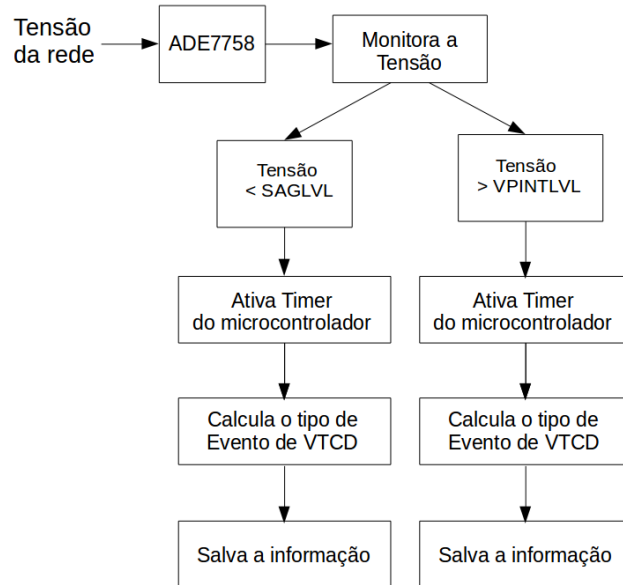 Tensão
da rede
ADE7758
Monitora a
Tensão
Tensão
< SAGLVL
Tensão
> VPINTLVL
Ativa Timer
do microcontrolador
Ativa Timer
do microcontrolador
Calcula o tipo de
Evento de VTCD
Calcula o tipo de
Evento de VTCD
Salva a informação
Salva a informação